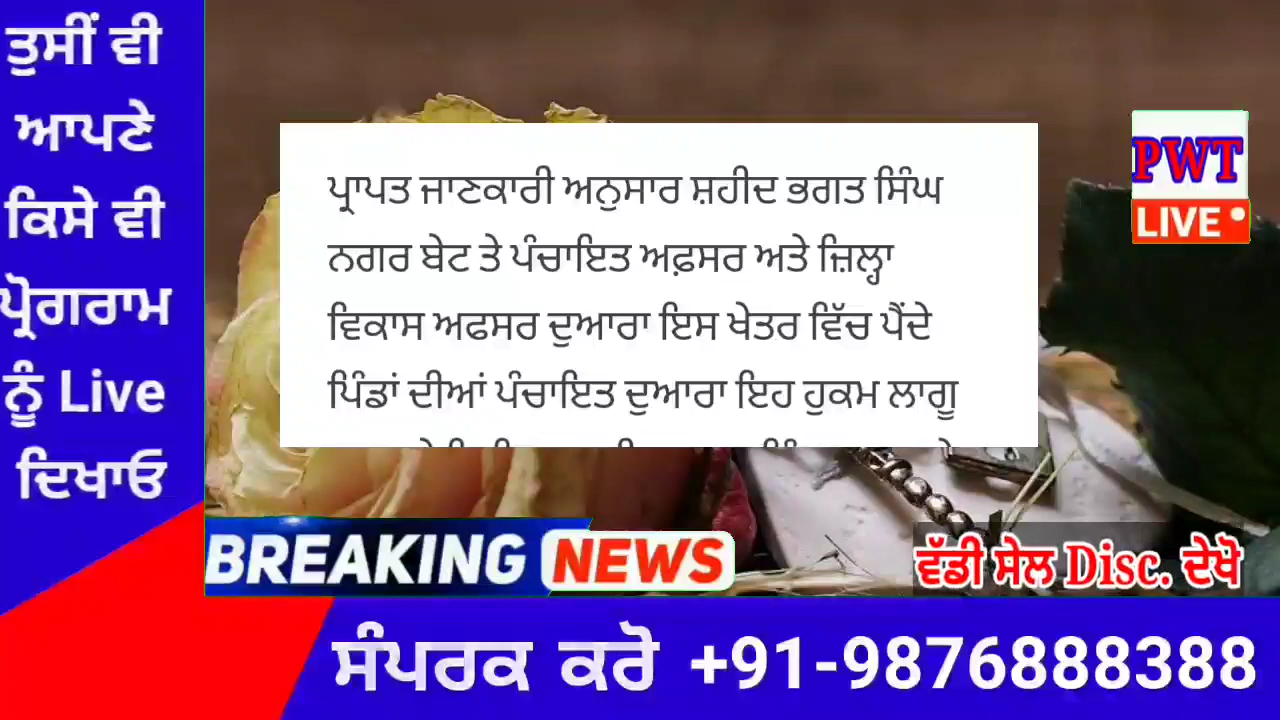 ਤੁਸੀਂ ਵੀ
ਆਪਣੇ
ਕਿਸੇ ਵੀ
ਪ੍ਰੋਗਰਾਮ
ਨੂੰ Live
ਦਿਖਾਓ
ਪ੍ਰਾਪਤ ਜਾਣਕਾਰੀ ਅਨੁਸਾਰ ਸ਼ਹੀਦ ਭਗਤ ਸਿੰਘ
ਨਗਰ ਬੇਟ ਤੇ ਪੰਚਾਇਤ ਅਫ਼ਸਰ ਅਤੇ ਜ਼ਿਲ੍ਹਾ
ਵਿਕਾਸ ਅਫਸਰ ਦੁਆਰਾ ਇਸ ਖੇਤਰ ਵਿੱਚ ਪੈਂਦੇ
ਪਿੰਡਾਂ ਦੀਆਂ ਪੰਚਾਇਤ ਦੁਆਰਾ ਇਹ ਹੁਕਮ ਲਾਗੂ
PWT
LIVE
BREAKING NEWS
ਵੱਡੀ ਸੇਲ Disc. ਦੇਖੋ
ਸੰਪਰਕ ਕਰੋ +91-9876888388